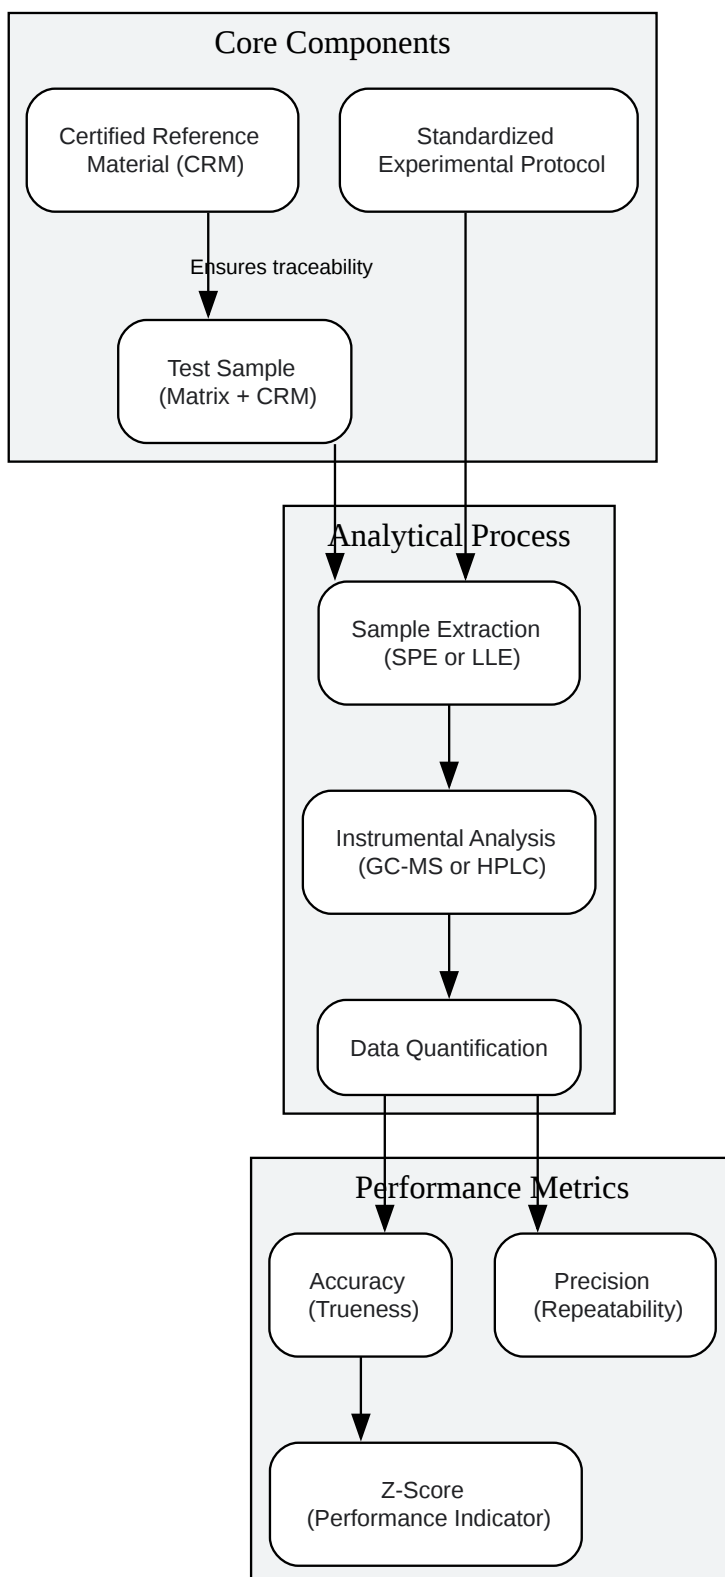 Core Components
Certified Reference
Material (CRM)
Standardized
Experimental Protocol
Ensures traceability
Test Sample
(Matrix + CRM)
Analytical Process
Sample Extraction
(SPE or LLE)
Instrumental Analysis
(GC-MS or HPLC)
Data Quantification
Performance Metrics
Accuracy
(Trueness)
Precision
(Repeatability)
Z-Score
(Performance Indicator)